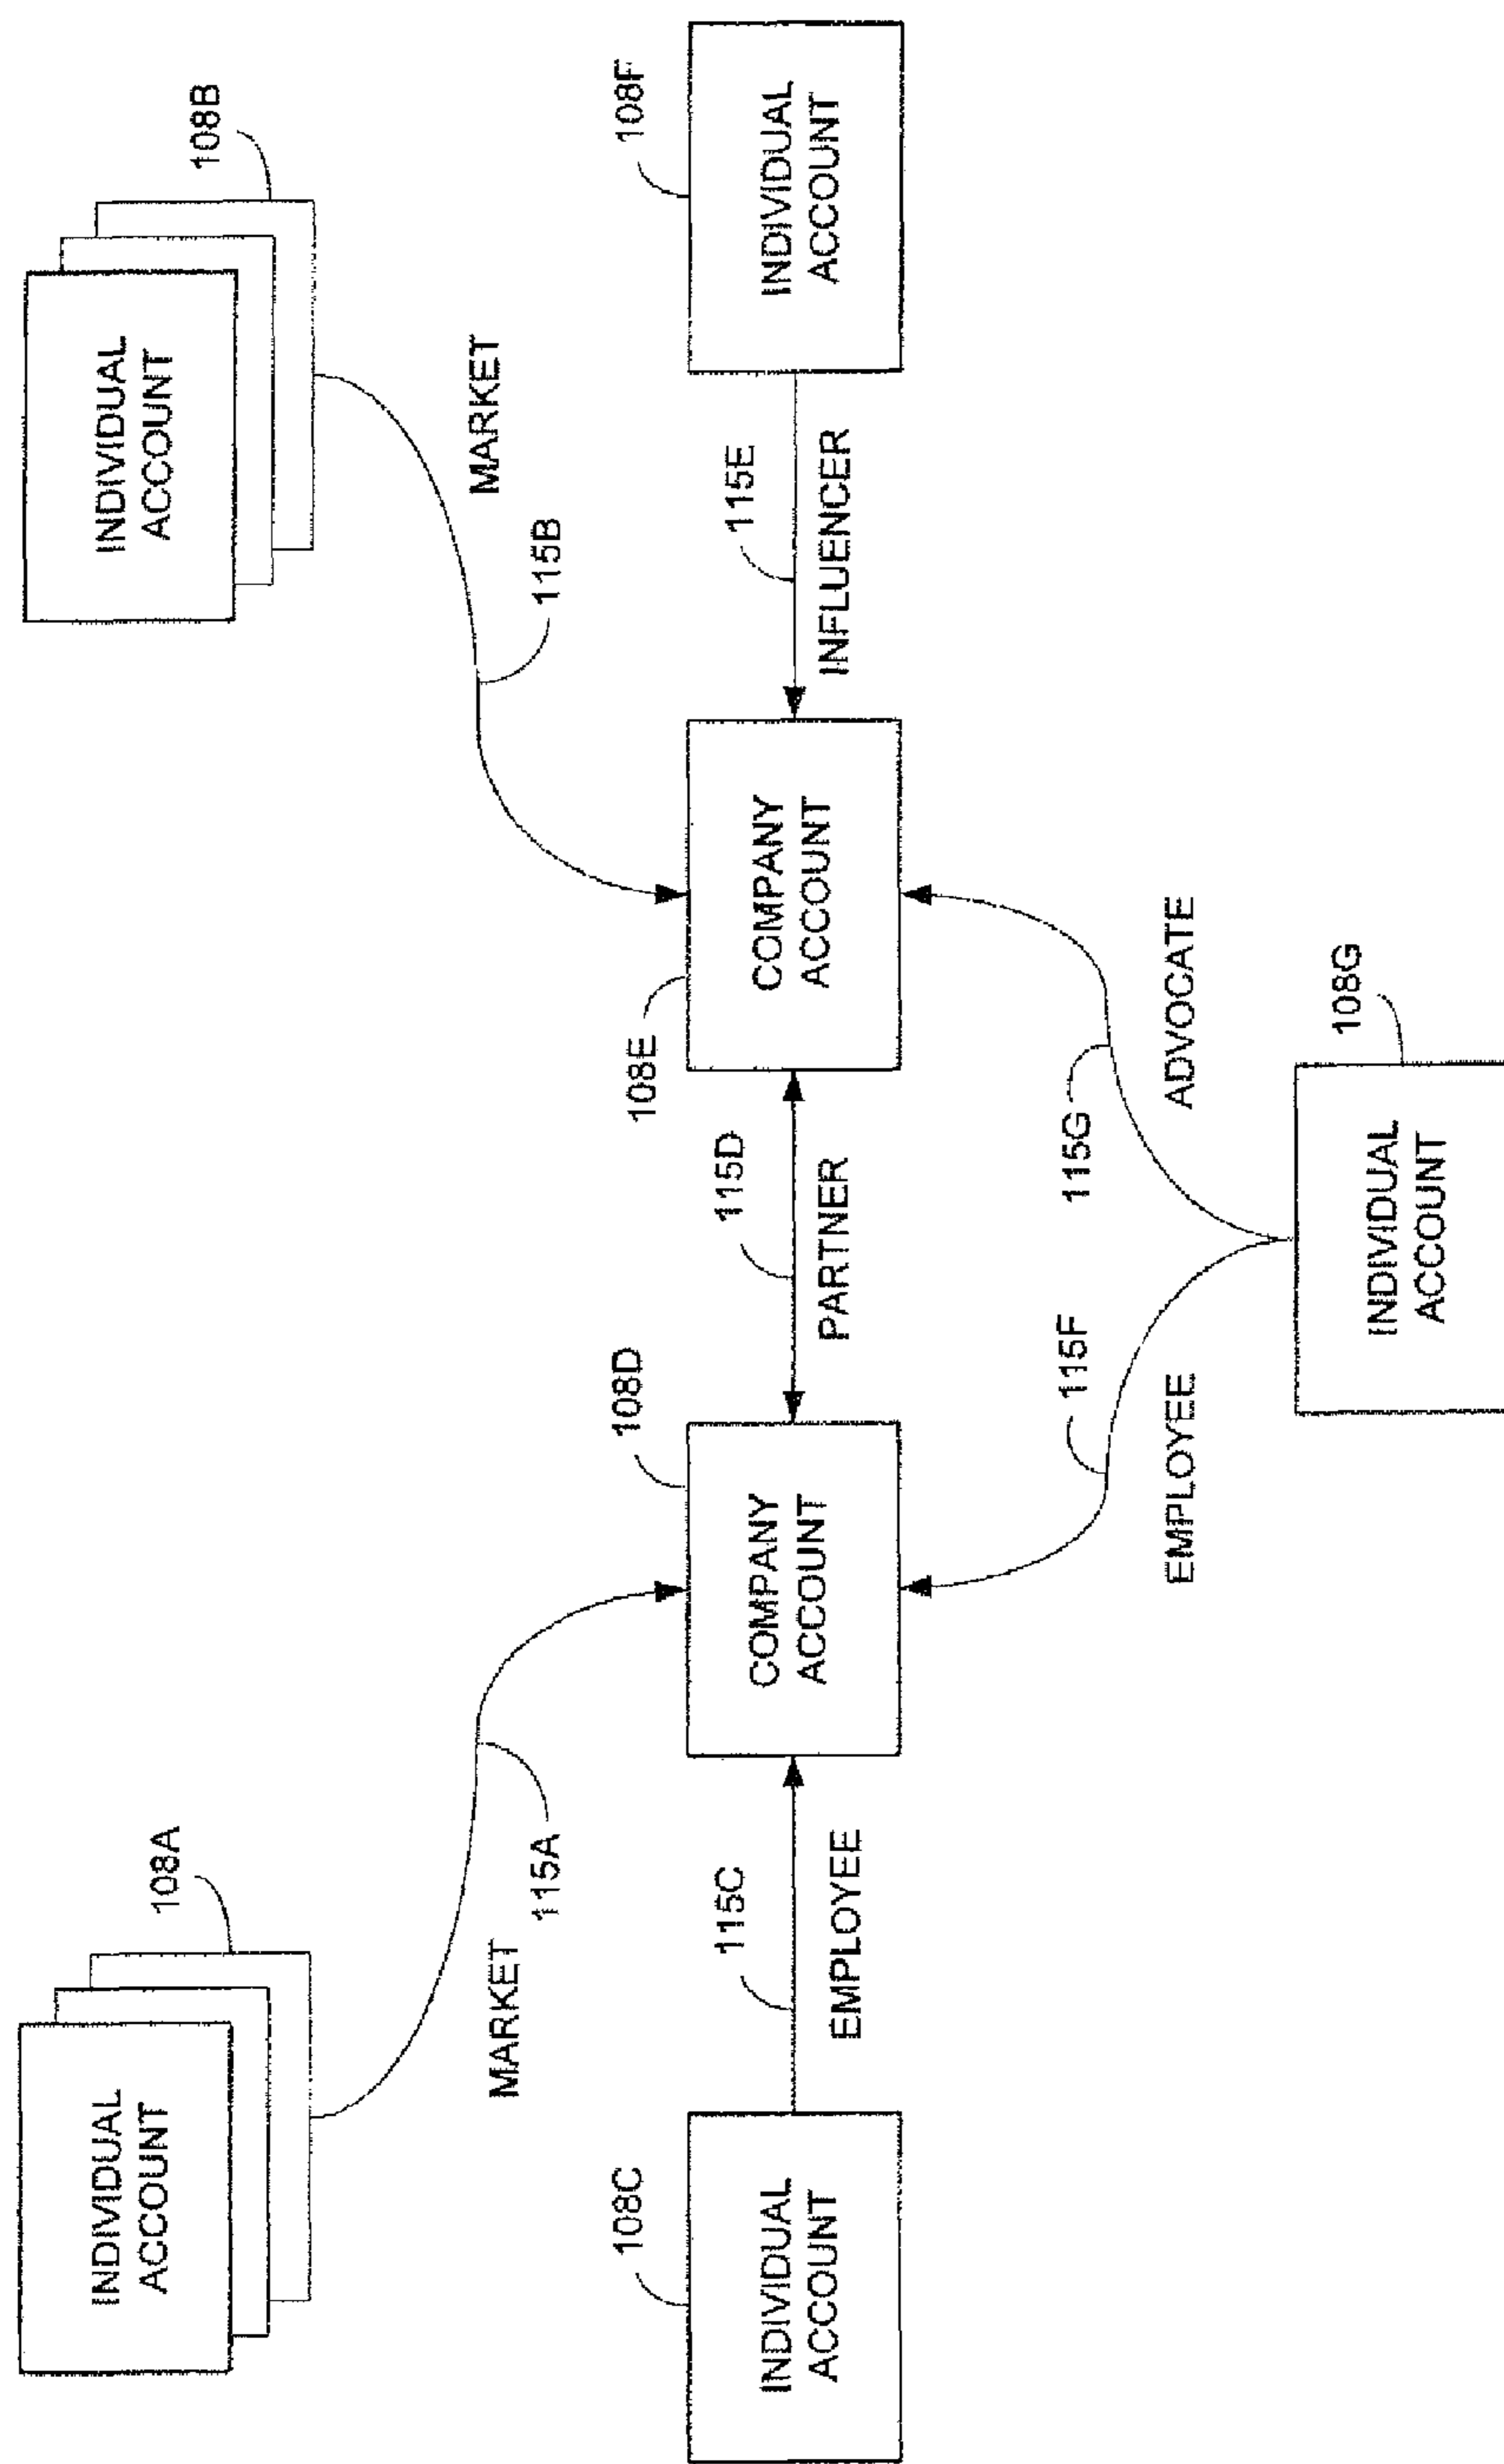 INDIVIDUAL
ACCOUNT
108A
INDIVIDUAL
ACCOUNT
108B
MARKET
115A
115B
MARKET
108C
INDIVIDUAL
ACCOUNT
115C
EMPLOYEE
108D
COMPANY
ACCOUNT
115D
PARTNER
108E
COMPANY
ACCOUNT
115E
INFLUENCER
108F
INDIVIDUAL
ACCOUNT
115F
EMPLOYEE
115G
ADVOCATE
INDIVIDUAL
ACCOUNT
108G